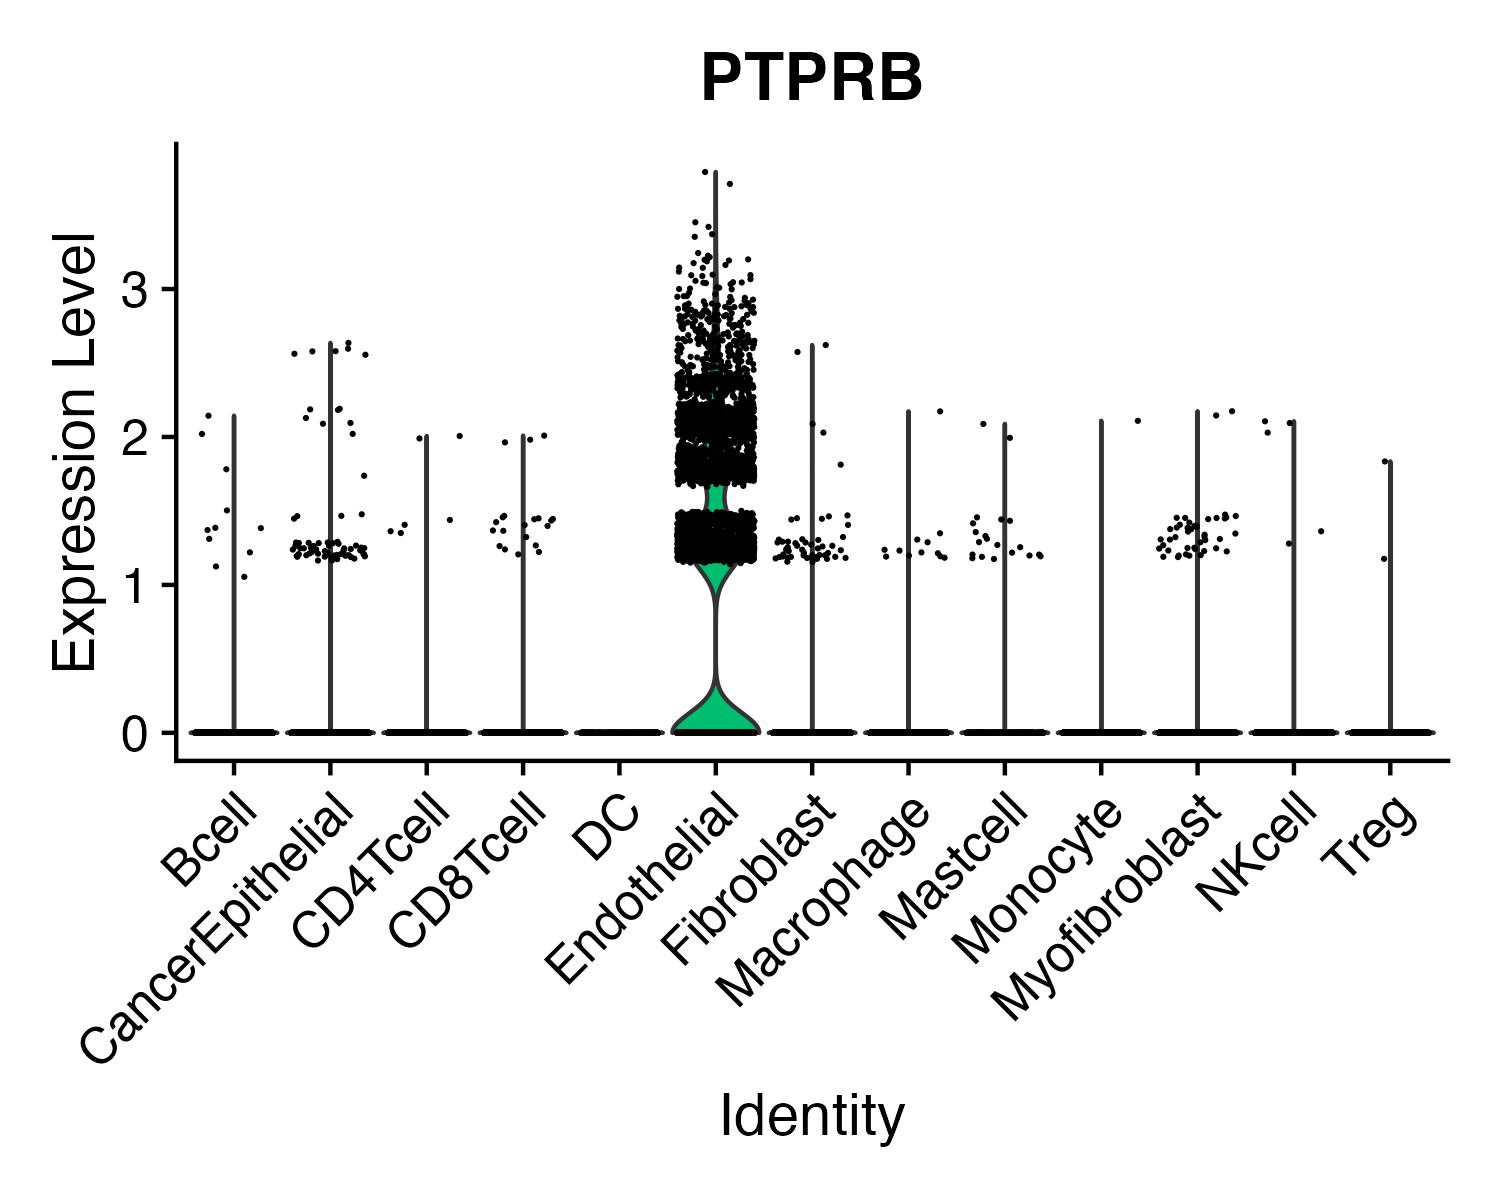 PTPRB
Expression Level
3
2
1
0
Bcell
CancerEpithelial
CD4Tcell
CD8Tcell
DC
Endothelial
Fibroblast
Macrophage
Mastcell
Monocyte
Myofibroblast
NKcell
Treg
Identity